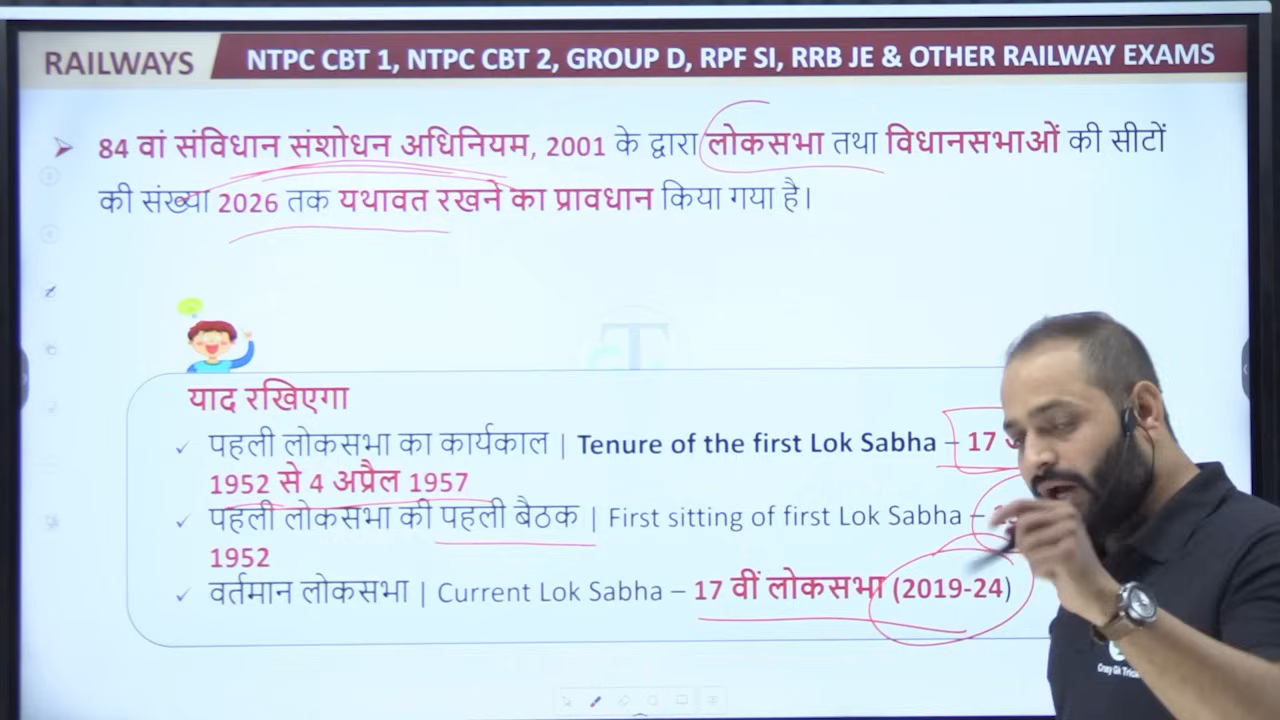 RAILWAYS
NTPC CBT 1, NTPC CBT 2, GROUP D, RPF SI, RRB JE & OTHER RAILWAY EXAMS
84 वां संविधान संशोधन अधिनियम, 2001 के द्वारा लोकसभा तथा विधानसभाओं की सीटों
की संख्या 2026 तक यथावत रखने का प्रावधान किया गया है।
याद रखिएगा
पहली लोकसभा का कार्यकाल | Tenure of the first Lok Sabha – 17
1952 से 4 अप्रैल 1957
पहली लोकसभा की पहली बैठक | First sitting of first Lok Sabha –
1952
वर्तमान लोकसभा | Current Lok Sabha – 17 वीं लोकसभा (2019-24)